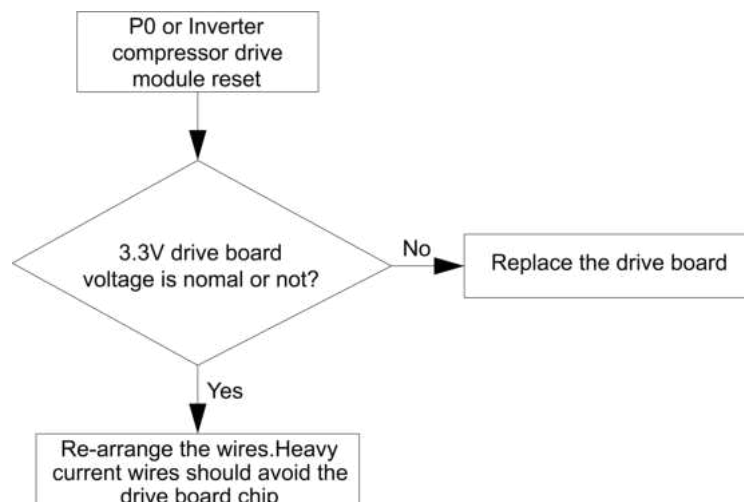 P0 or Inverter
compressor drive
module reset
3.3V drive board
voltage is nomal or not?
No
Replace the drive board
Yes
Re-arrange the wires.Heavy
current wires should avoid the
drive board chip